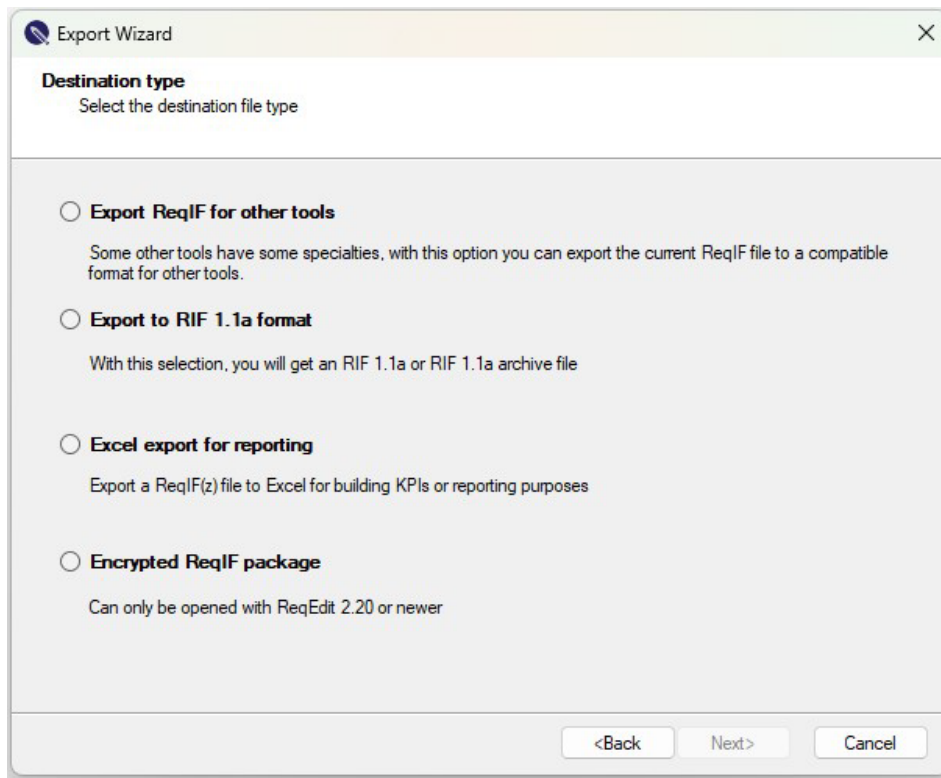 Export Wizard
Destination type
Select the destination file type
Export ReqIF for other tools
Some other tools have some specialties, with this option you can export the current ReqIF file to a compatible
format for other tools.
Export to RIF 1.1a format
With this selection, you will get an RIF 1.1a or RIF 1.1a archive file
Excel export for reporting
Export a ReqIF(z) file to Excel for building KPIs or reporting purposes
Encrypted ReqIF package
Can only be opened with ReqEdit 2.20 or newer
<Back Next> Cancel